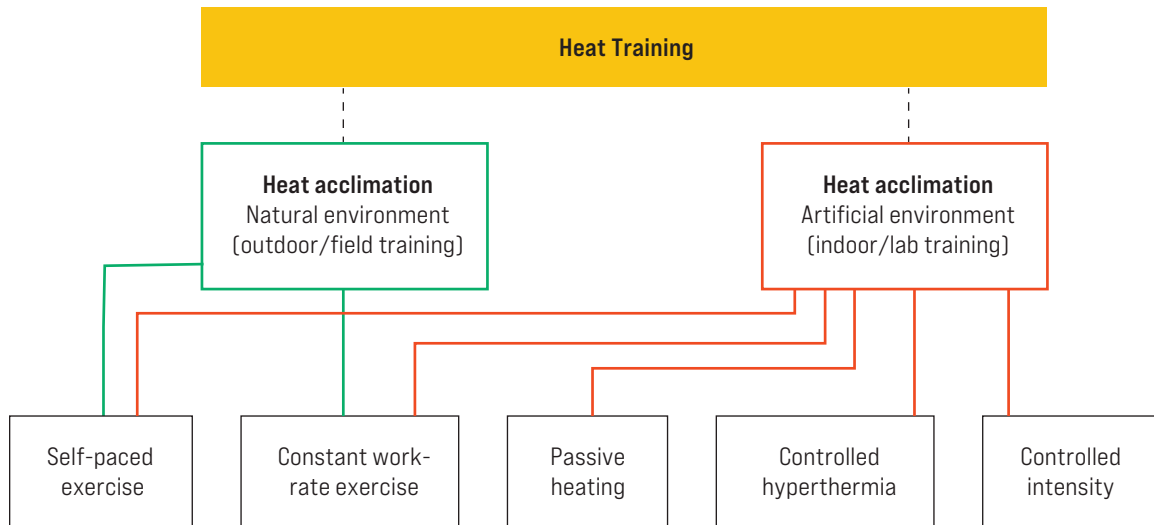 Heat Training
Heat acclimation
Natural environment
(outdoor/field training)
Heat acclimation
Artificial environment
(indoor/lab training)
Self-paced
exercise
Constant work-
rate exercise
Passive
heating
Controlled
hyperthermia
Controlled
intensity